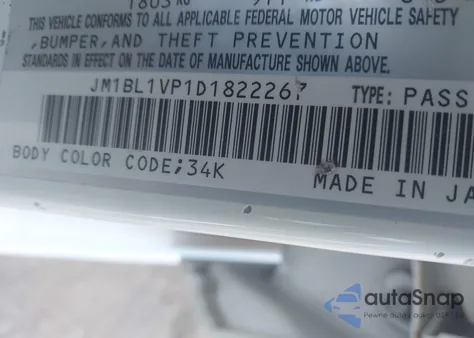 THIS VEHICLE CONFORMS TO ALL APPLICABLE FEDERAL MOTOR VEHICLE SAFETY
,BUMPER,AND THEFT PREVENTION
STANDARDS IN EFFECT ON THE DATE OF MANUFACTURE SHOWN ABOVE.
JM1BL1VP1D1822267 TYPE: PASS
BODY COLOR CODE;34K
MADE IN JA
autoSnap